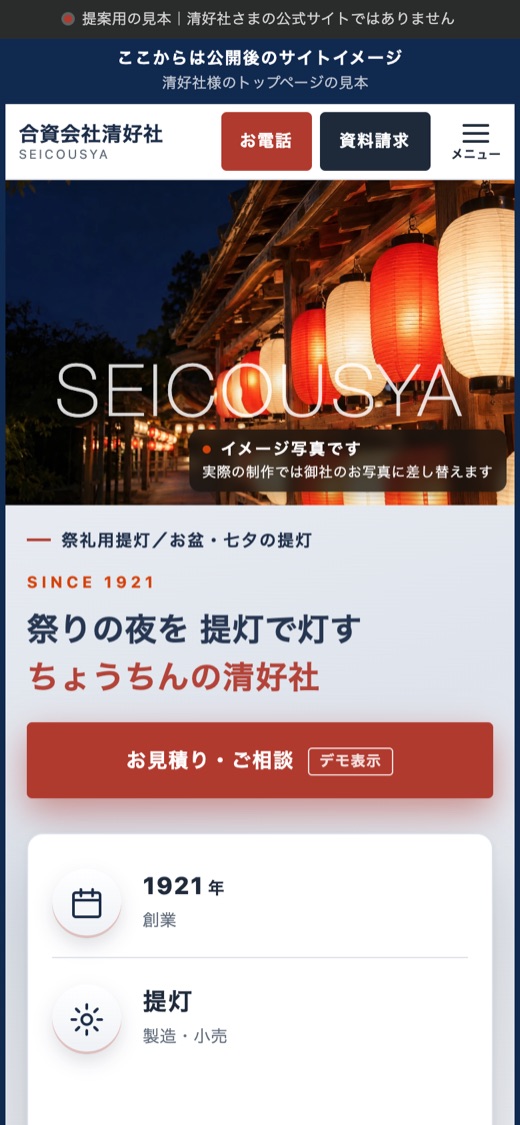 提案用の見本｜清好社さまの公式サイトではありません
ここからは公開後のサイトイメージ
清好社様のトップページの見本
合資会社清好社
SEICOUSYA
お電話
資料請求
メニュー
SEICOUSYA
イメージ写真です
実際の制作では御社のお写真に差し替えます
祭礼用提灯／お盆・七夕の提灯
SINCE 1921
祭りの夜を 提灯で灯す
ちょうちんの清好社
お見積り・ご相談 デモ表示
1921年
創業
提灯
製造・小売